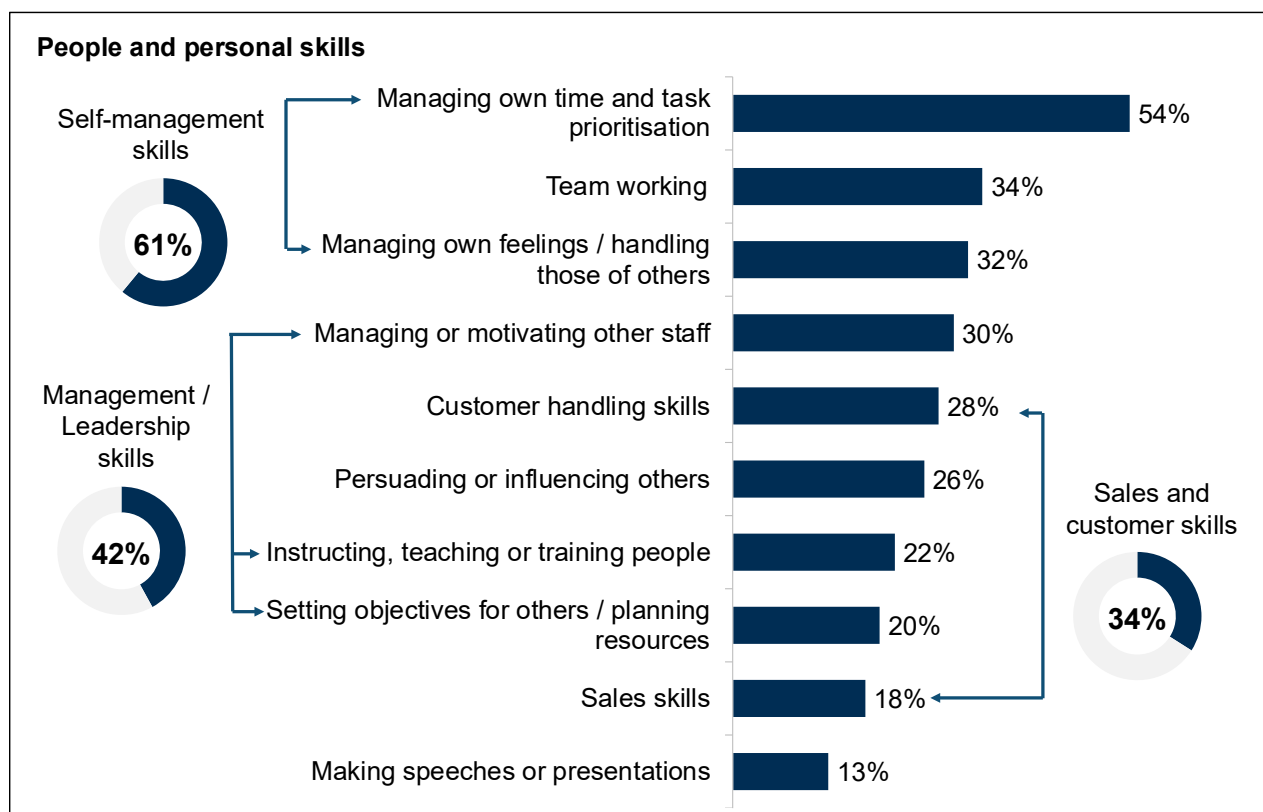 People and personal skills
Self-management
skills
61%
Managing own time and task
prioritisation
54%
Team working
34%
Managing own feelings / handling
those of others
32%
Managing or motivating other staff
30%
Management /
Leadership
skills
42%
Customer handling skills
28%
Persuading or influencing others
26%
Instructing, teaching or training people
22%
Setting objectives for others / planning
resources
20%
Sales skills
18%
Making speeches or presentations
13%
Sales and
customer skills
34%